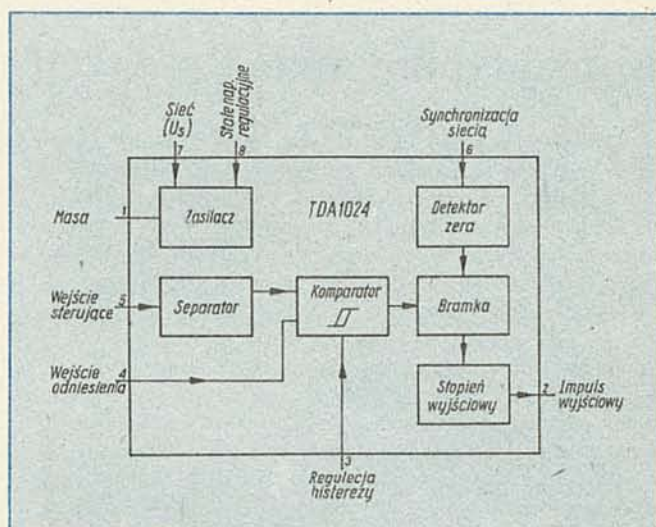 Sieć
(Us)
7
Stałe nap.
regulacyjne
8
Synchronizacja
siecią
6
Masa
1
Zasilacz
TDA1024
Detektor
zera
Wejście
sterujące
5
Separator
Komparator
Bramka
Wejście
odniesienia
4
Stopień
wyjściowy
2
Impuls
wyjściowy
3
Regulecja
histerezy